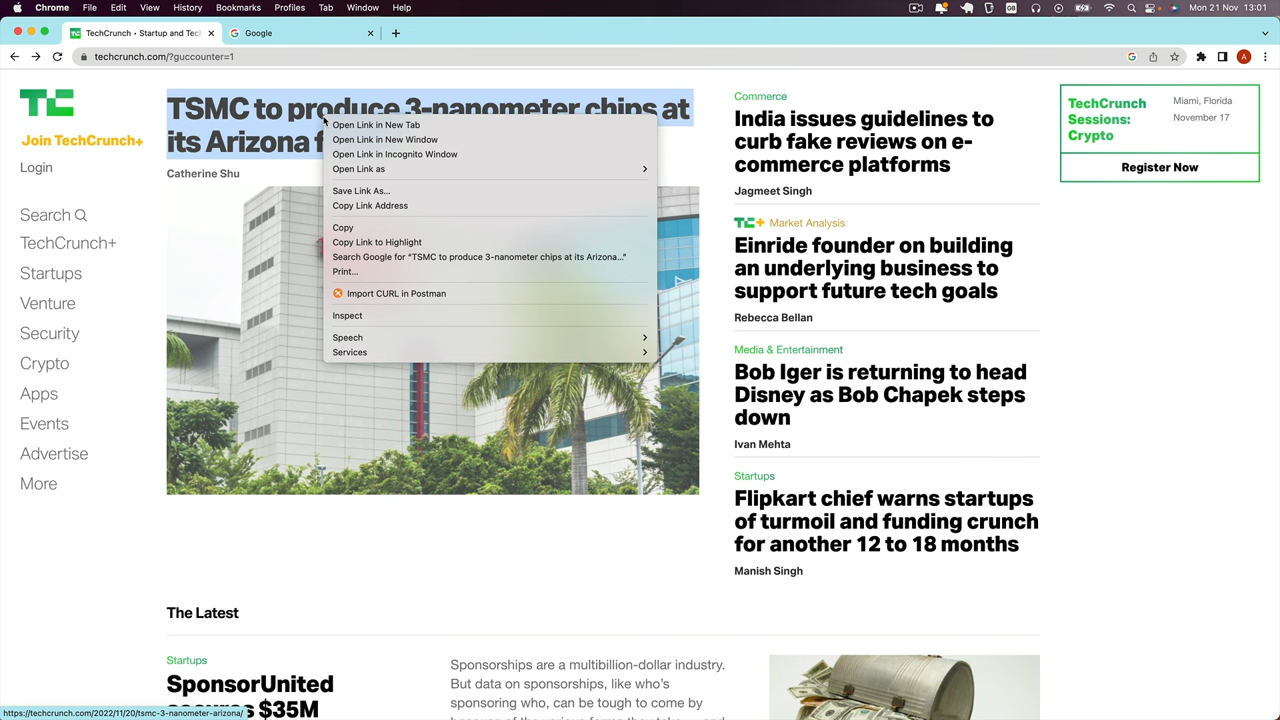 Chrome File Edit View History Bookmarks Profiles Tab Window Help
Mon 21 Nov 13:01
TechCrunch • Startup and Tec
Google
techcrunch.com/?guccounter=1
A
TC
Join TechCrunch+
Login
Search
TechCrunch+
Startups
Venture
Security
Crypto
Apps
Events
Advertise
More
TSMC to produce 3-nanometer chips at
its Arizona f
Catherine Shu
Open Link in New Tab
Open Link in New Window
Open Link in Incognito Window
Open Link as
Save Link As...
Copy Link Address
Copy
Copy Link to Highlight
Search Google for “TSMC to produce 3-nanometer chips at its Arizona...”
Print...
Import CURL in Postman
Inspect
Speech
Services
Commerce
India issues guidelines to
curb fake reviews on e-
commerce platforms
Jagmeet Singh
TC+ Market Analysis
Einride founder on building
an underlying business to
support future tech goals
Rebecca Bellan
Media & Entertainment
Bob Iger is returning to head
Disney as Bob Chapek steps
down
Ivan Mehta
Startups
Flipkart chief warns startups
of turmoil and funding crunch
for another 12 to 18 months
Manish Singh
TechCrunch
Sessions:
Crypto
Miami, Florida
November 17
Register Now
The Latest
Startups
SponsorUnited
secures $35M
Sponsorships are a multibillion-dollar industry.
But data on sponsorships, like who’s
sponsoring who, can be tough to come by
https://techcrunch.com/2022/11/20/tsmc-3-nanometer-arizona/